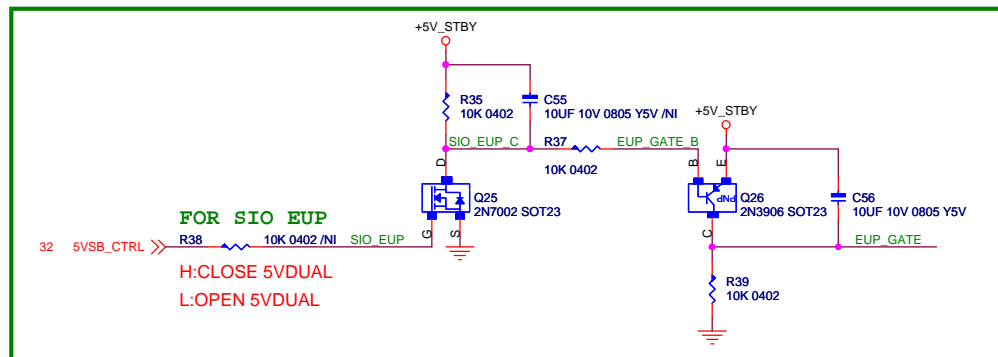 +5V_STBY
R35
10K 0402
C55
10UF 10V 0805 Y5V /NI
+5V_STBY
SIO_EUP_C
R37
10K 0402
EUP_GATE_B
D
G
S
Q25
2N7002 SOT23
B
E
C
PNP
Q26
2N3906 SOT23
C56
10UF 10V 0805 Y5V
FOR SIO EUP
32 5VSB_CTRL
R38
10K 0402 /NI
SIO_EUP
EUP_GATE
H:CLOSE 5VDUAL
L:OPEN 5VDUAL
R39
10K 0402